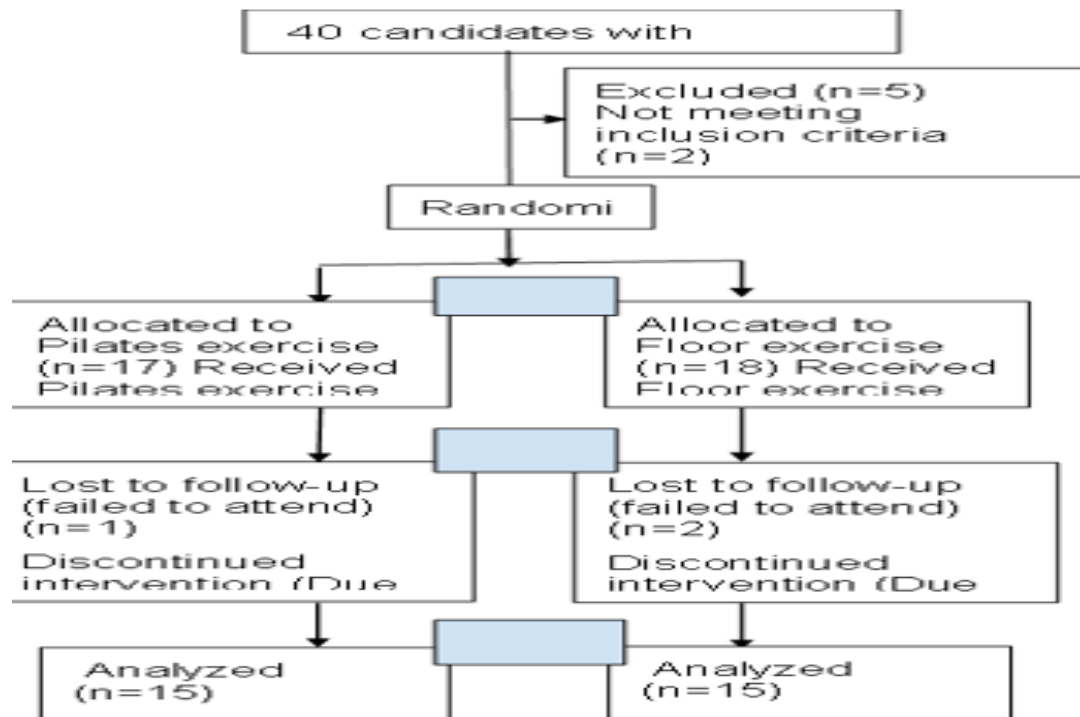 40 candidates with
Excluded (n=5)
Not meeting
inclusion criteria
(n=2)
Randomi
Allocated to
Pilates exercise
(n=17) Received
Pilates exercise
Allocated to
Floor exercise
(n=18) Received
Floor exercise
Lost to follow-up
(failed to attend)
(n=1)
Discontinued
intervention (Due
Lost to follow-up
(failed to attend)
(n=2)
Discontinued
intervention (Due
Analyzed
(n=15)
Analyzed
(n=15)